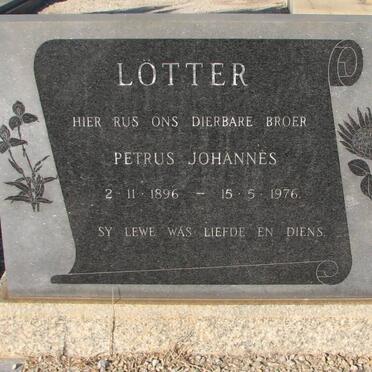 LÖTTER
HIER RUS ONS DIERBARE BROER
PETRUS JOHANNES
2 · 11 · 1896 – 15 · 5 · 1976.
SY LEWE WAS LIEFDE EN DIENS.